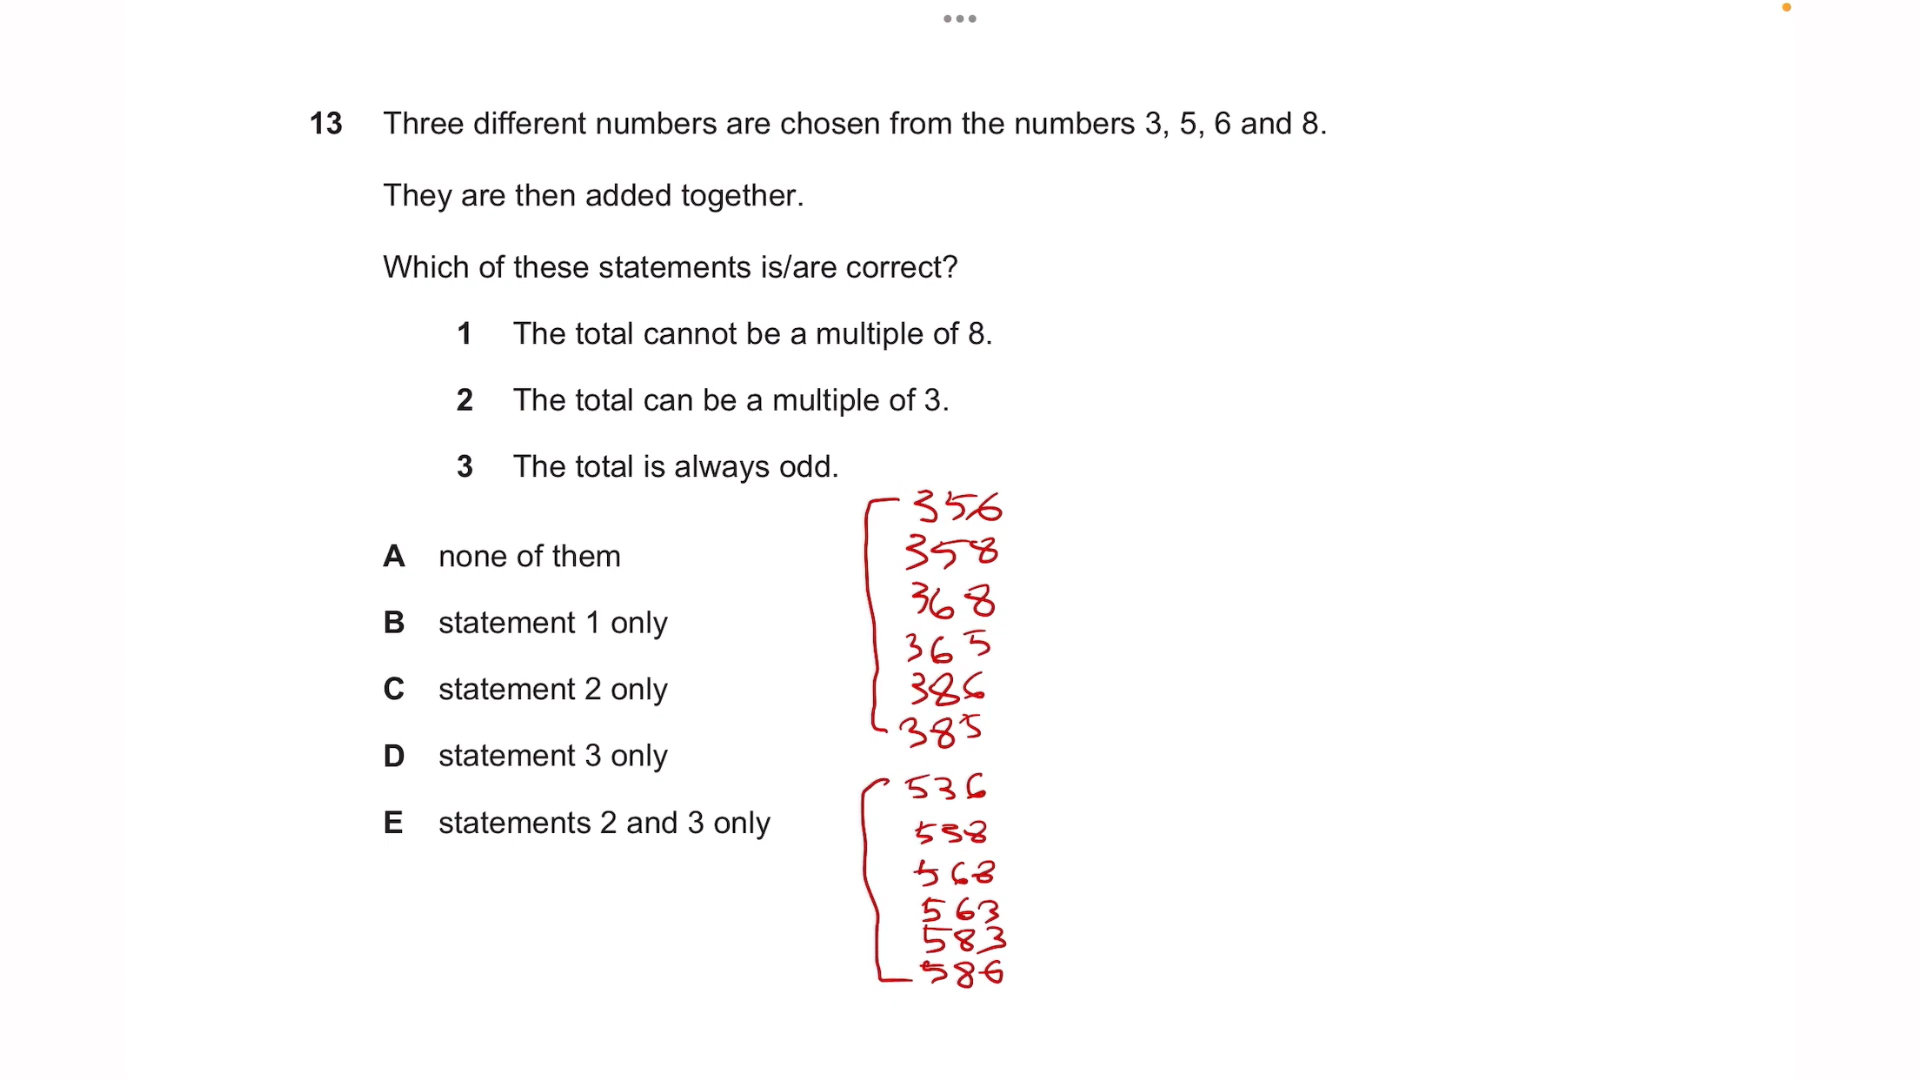 13 Three different numbers are chosen from the numbers 3, 5, 6 and 8.
They are then added together.
Which of these statements is/are correct?
1 The total cannot be a multiple of 8.
2 The total can be a multiple of 3.
3 The total is always odd.
A none of them
B statement 1 only
C statement 2 only
D statement 3 only
E statements 2 and 3 only
356
358
368
365
386
385
536
538
568
563
583
586